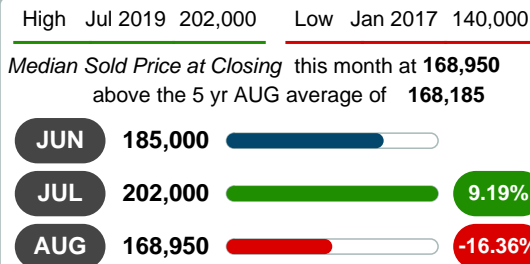 High Jul 2019 202,000 Low Jan 2017 140,000
Median Sold Price at Closing this month at 168,950
above the 5 yr AUG average of 168,185
JUN 185,000
JUL 202,000 9.19%
AUG 168,950 -16.36%